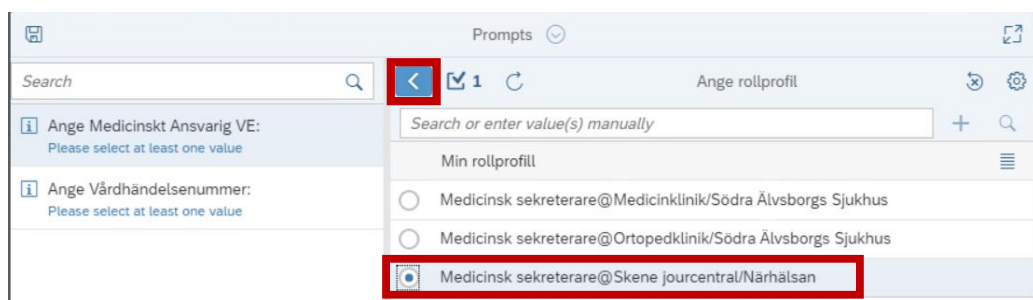 Prompts
Search
1
Ange rollprofil
Ange Medicinskt Ansvarig VE:
Please select at least one value
Ange Vårdhändelsenummer:
Please select at least one value
Search or enter value(s) manually
Min rollprofill
Medicinsk sekreterare@Medicinklinik/Södra Älvsborgs Sjukhus
Medicinsk sekreterare@Ortopedklinik/Södra Älvsborgs Sjukhus
Medicinsk sekreterare@Skene jourcentral/Närhälsan